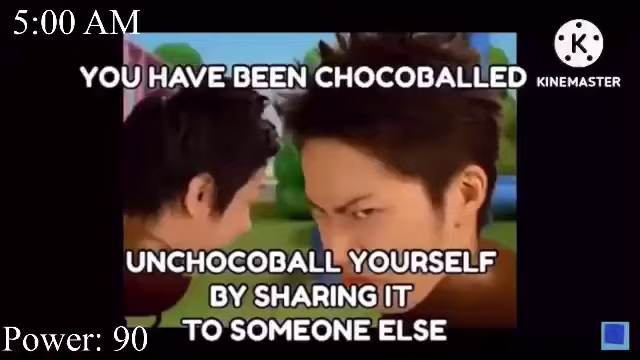 5:00 AM
YOU HAVE BEEN CHOCOBALLED
K
KINEMASTER
UNCHOCOBALL YOURSELF
BY SHARING IT
TO SOMEONE ELSE
Power: 90